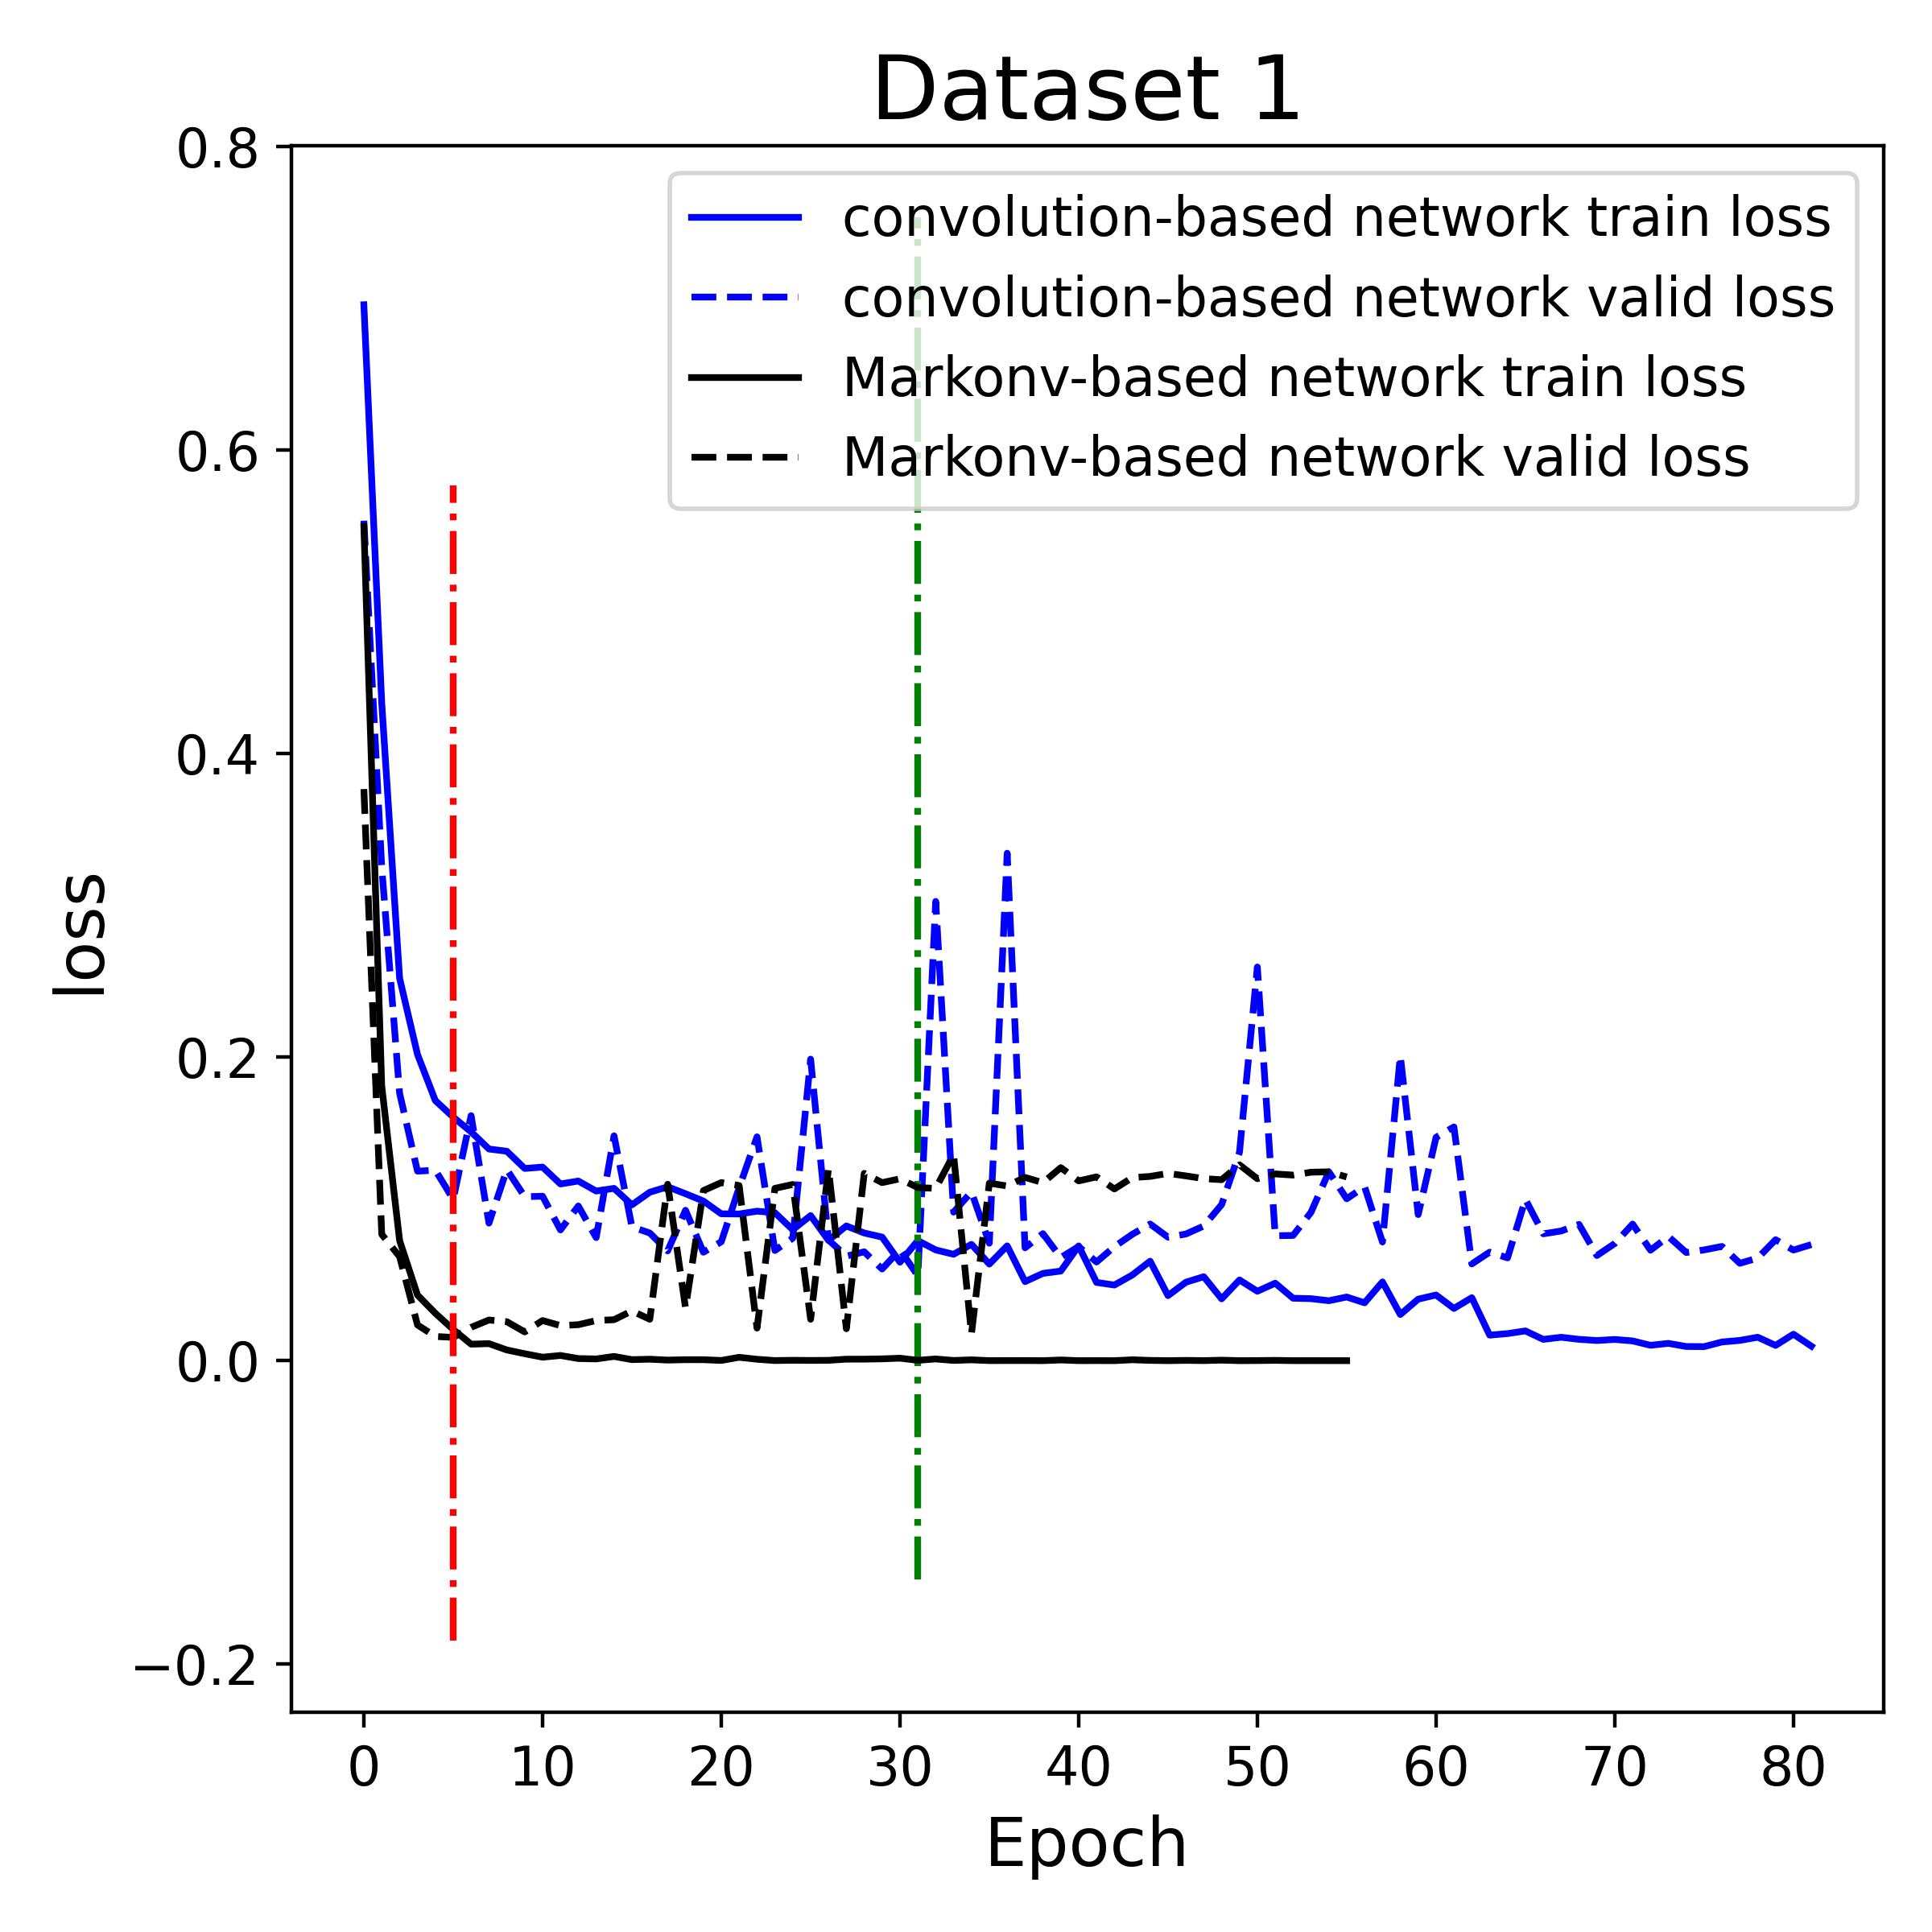 Dataset 1
0.8
0.6
0.4
0.2
0.0
−0.2
loss
convolution-based network train loss
convolution-based network valid loss
Markonv-based network train loss
Markonv-based network valid loss
0 10 20 30 40 50 60 70 80
Epoch